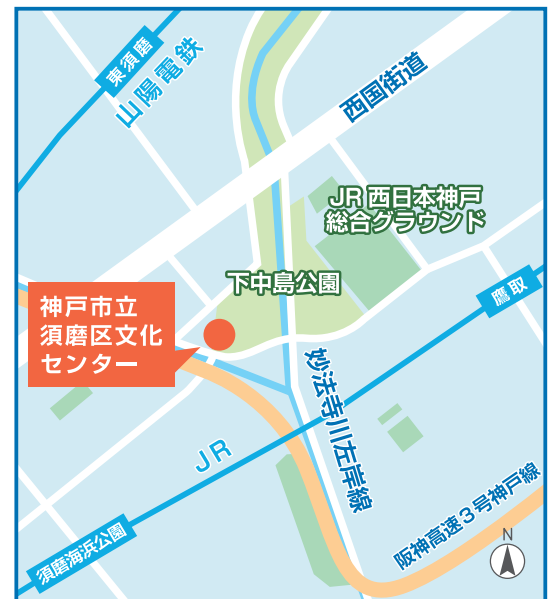 東須磨
山陽電鉄
西国街道
JR西日本神戸
総合グラウンド
下中島公園
鷹取
神戸市立
須磨区文化
センター
妙法寺川左岸線
JR
阪神高速3号神戸線
須磨海浜公園
N